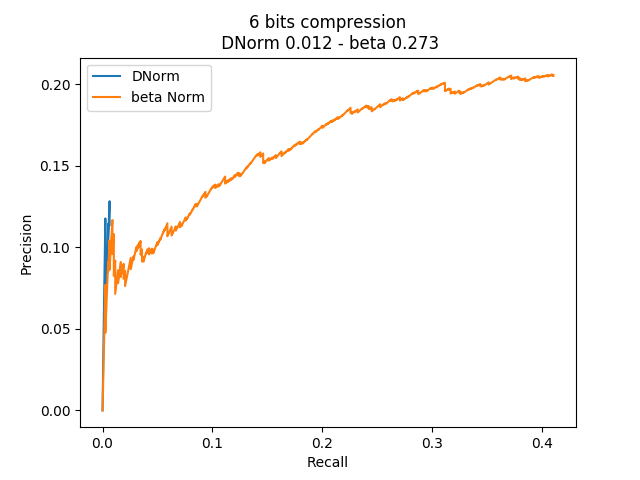 6 bits compression
DNorm 0.012 - beta 0.273
DNorm
beta Norm
0.20
0.15
0.10
0.05
0.00
Precision
0.0
0.1
0.2
0.3
0.4
Recall